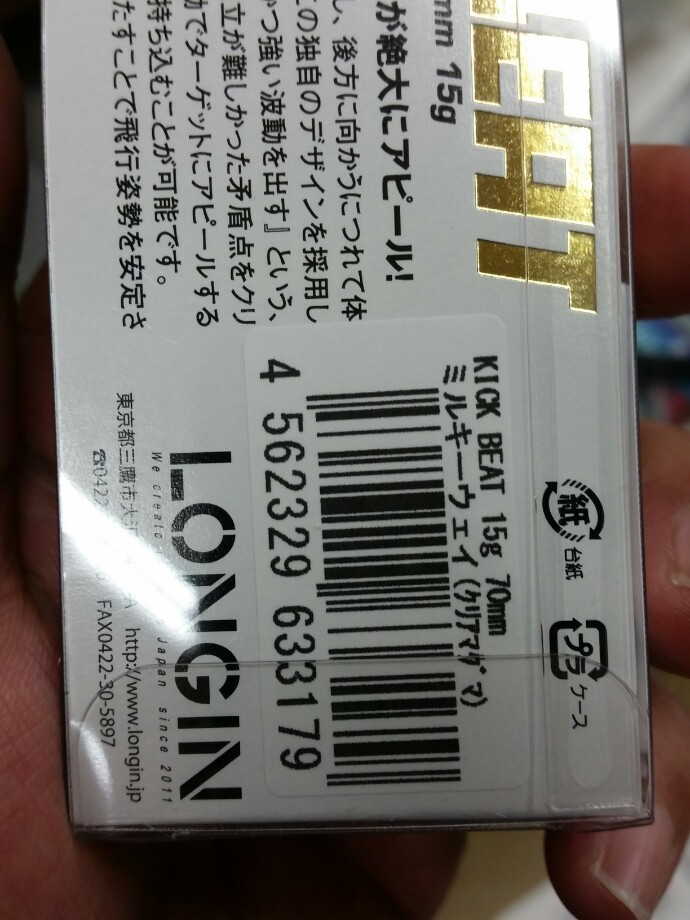 EAT
mm 15g
が絶大にアピール!
し、後方に向かうにつれて体
の独自のデザインを採用し
つ強い波動を出す』という、
立が難しかった矛盾点をクリ
でターゲットにアピールする
持ち込むことが可能です。
たすことで飛行姿勢を安定さ
KICK BEAT 15g 70mm
ミルキーウェイ(クリアマグマ)
4 562329 633179
紙
台紙
プラ
ケース
LONGIN
We create Japan since 2011
東京都三鷹市大 http://www.longin.jp
☎0422 FAX0422-30-5897